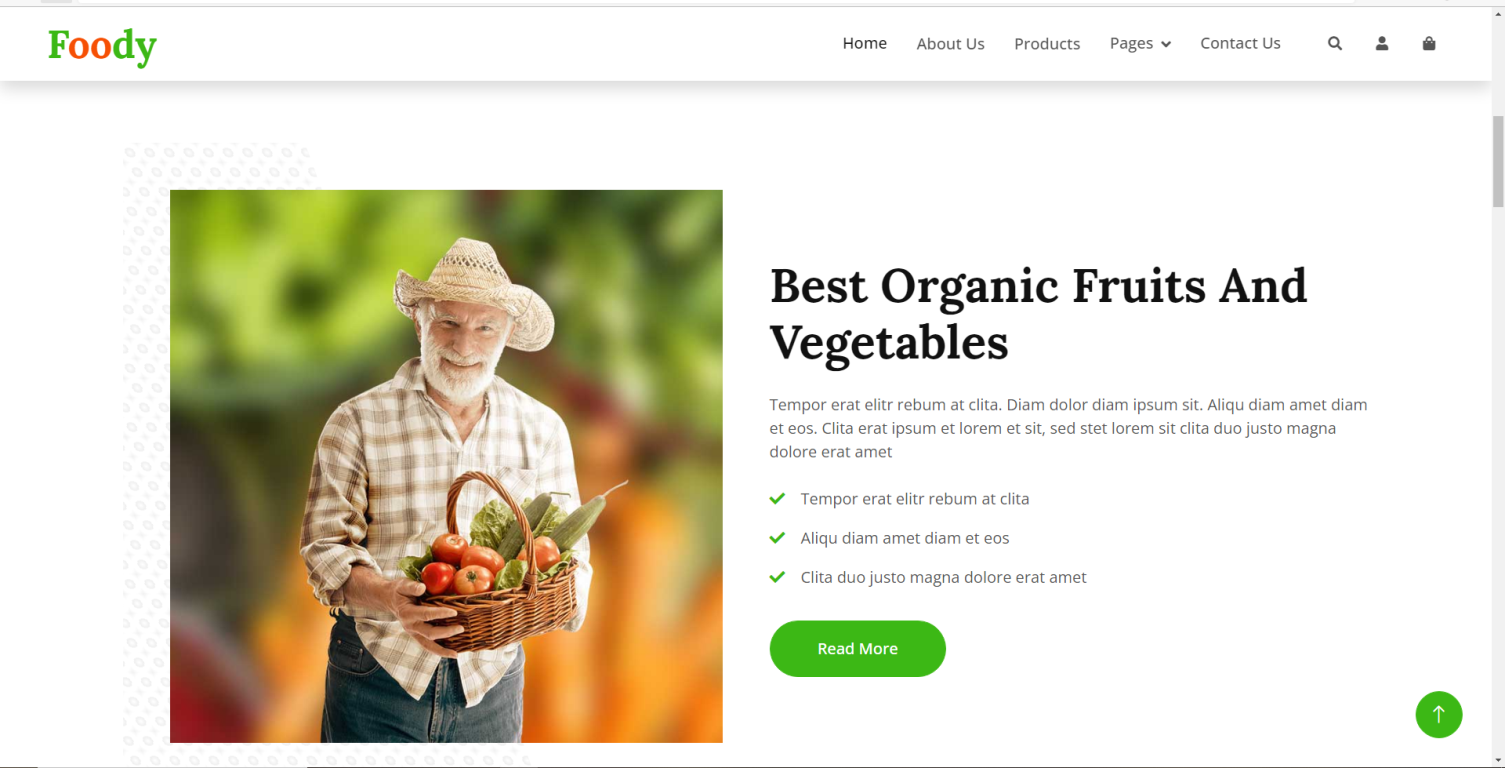 Foody
Home About Us Products Pages Contact Us
Best Organic Fruits And
Vegetables
Tempor erat elitr rebum at clita. Diam dolor diam ipsum sit. Aliqu diam amet diam
et eos. Clita erat ipsum et lorem et sit, sed stet lorem sit clita duo justo magna
dolore erat amet
Tempor erat elitr rebum at clita
Aliqu diam amet diam et eos
Clita duo justo magna dolore erat amet
Read More